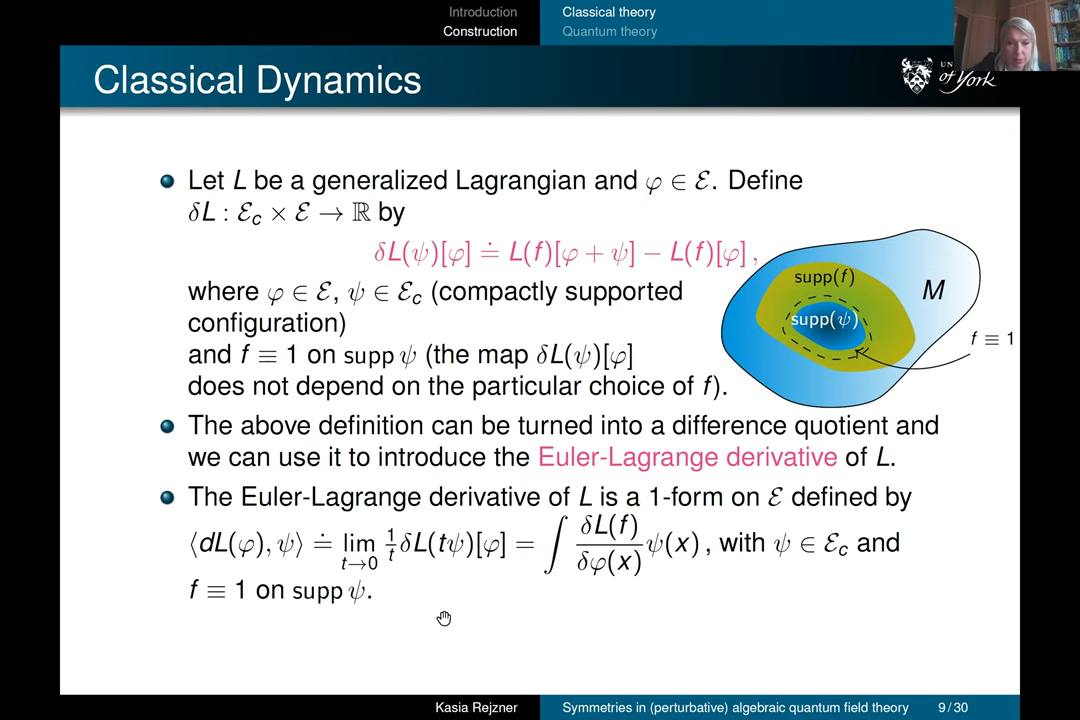 Introduction
Construction
Classical theory
Quantum theory
Classical Dynamics
UN
of York
Let L be a generalized Lagrangian and φ ∈ ℰ. Define
δL : ℰc × ℰ → ℝ by
δL(ψ)[φ] ≐ L(f)[φ + ψ] − L(f)[φ] ,
where φ ∈ ℰ, ψ ∈ ℰc (compactly supported
configuration)
and f ≡ 1 on supp ψ (the map δL(ψ)[φ]
does not depend on the particular choice of f).
supp(f)
M
supp(ψ)
f ≡ 1
The above definition can be turned into a difference quotient and
we can use it to introduce the Euler-Lagrange derivative of L.
The Euler-Lagrange derivative of L is a 1-form on ℰ defined by
⟨dL(φ), ψ⟩ ≐ lim t→0 1/t δL(tψ)[φ] = ∫ δL(f)/δφ(x) ψ(x) , with ψ ∈ ℰc and
f ≡ 1 on supp ψ.
Kasia Rejzner
Symmetries in (perturbative) algebraic quantum field theory
9/30